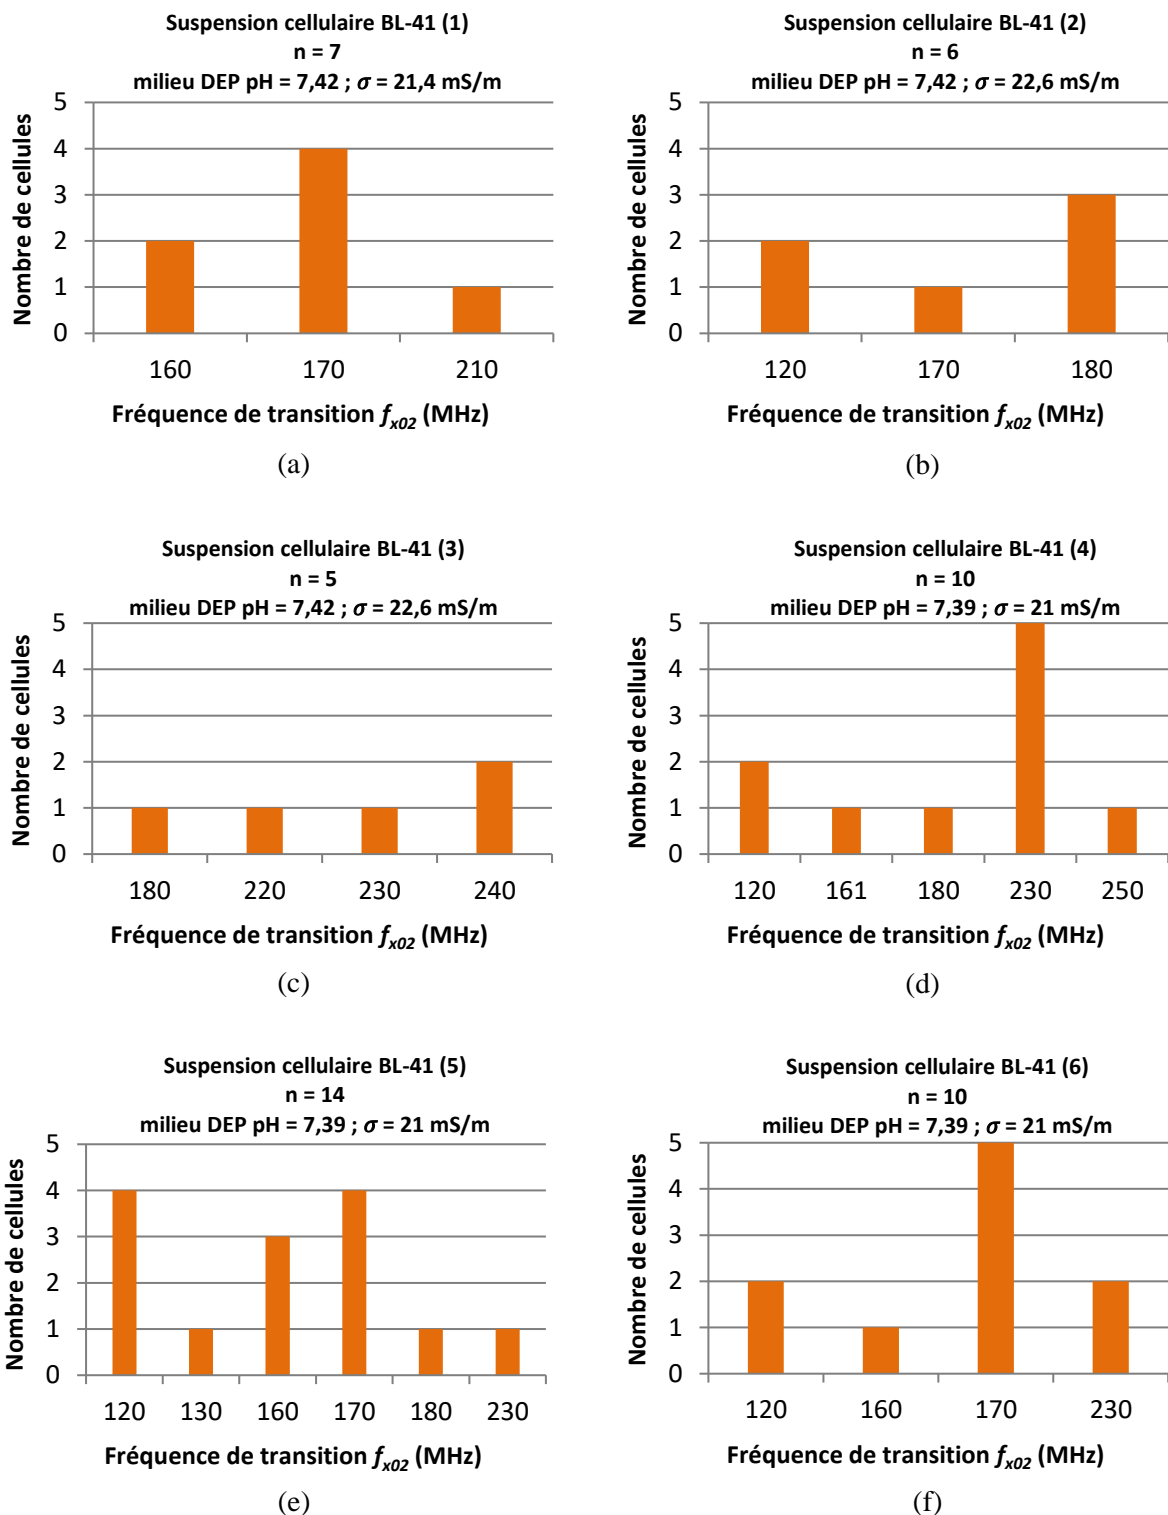 Suspension cellulaire BL-41 (1)
n = 7
milieu DEP pH = 7,42 ; σ = 21,4 mS/m
Nombre de cellules
5
4
3
2
1
0
160 170 210
Fréquence de transition fx02 (MHz)
(a)
Suspension cellulaire BL-41 (2)
n = 6
milieu DEP pH = 7,42 ; σ = 22,6 mS/m
Nombre de cellules
5
4
3
2
1
0
120 170 180
Fréquence de transition fx02 (MHz)
(b)
Suspension cellulaire BL-41 (3)
n = 5
milieu DEP pH = 7,42 ; σ = 22,6 mS/m
Nombre de cellules
5
4
3
2
1
0
180 220 230 240
Fréquence de transition fx02 (MHz)
(c)
Suspension cellulaire BL-41 (4)
n = 10
milieu DEP pH = 7,39 ; σ = 21 mS/m
Nombre de cellules
5
4
3
2
1
0
120 161 180 230 250
Fréquence de transition fx02 (MHz)
(d)
Suspension cellulaire BL-41 (5)
n = 14
milieu DEP pH = 7,39 ; σ = 21 mS/m
Nombre de cellules
5
4
3
2
1
0
120 130 160 170 180 230
Fréquence de transition fx02 (MHz)
(e)
Suspension cellulaire BL-41 (6)
n = 10
milieu DEP pH = 7,39 ; σ = 21 mS/m
Nombre de cellules
5
4
3
2
1
0
120 160 170 230
Fréquence de transition fx02 (MHz)
(f)